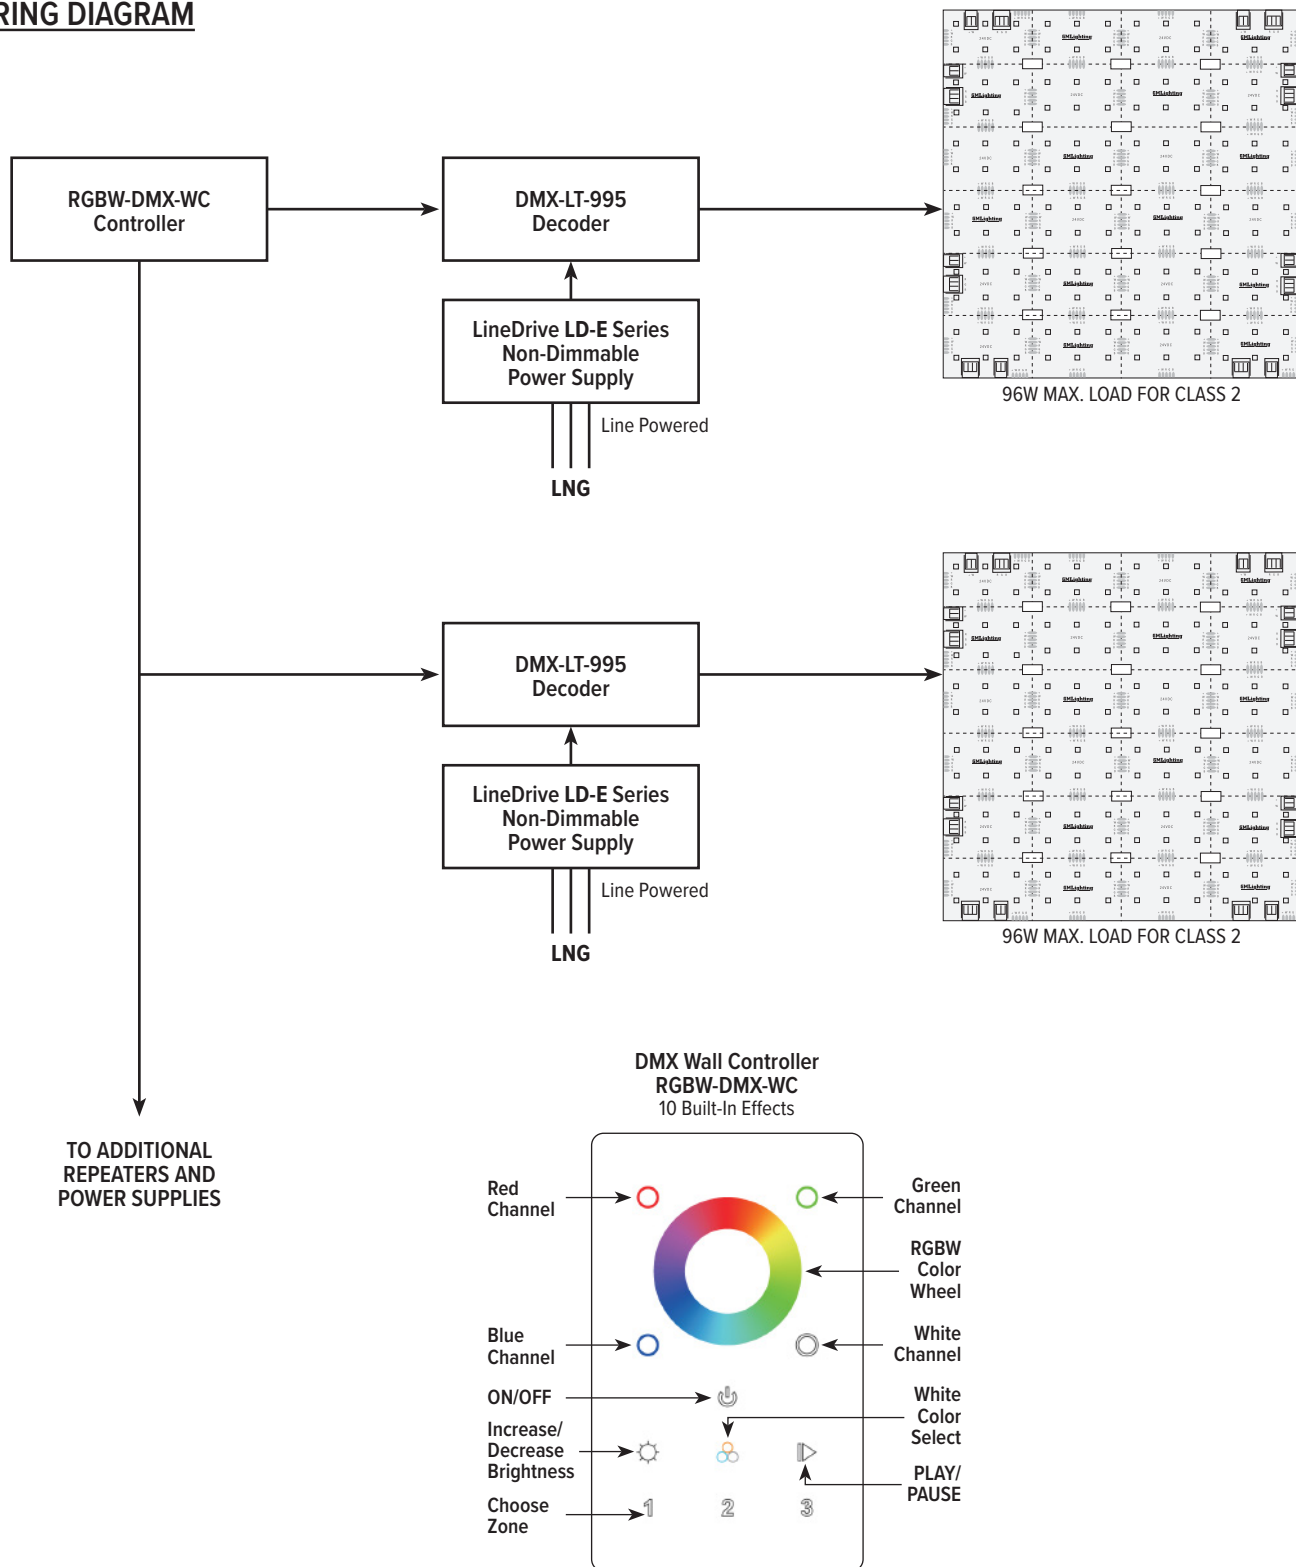 RING DIAGRAM
RGBW-DMX-WC
Controller
DMX-LT-995
Decoder
LineDrive LD-E Series
Non-Dimmable
Power Supply
Line Powered
LNG
96W MAX. LOAD FOR CLASS 2
DMX-LT-995
Decoder
LineDrive LD-E Series
Non-Dimmable
Power Supply
Line Powered
LNG
96W MAX. LOAD FOR CLASS 2
TO ADDITIONAL
REPEATERS AND
POWER SUPPLIES
DMX Wall Controller
RGBW-DMX-WC
10 Built-In Effects
Red
Channel
Green
Channel
RGBW
Color
Wheel
Blue
Channel
White
Channel
ON/OFF
White
Color
Select
Increase/
Decrease
Brightness
PLAY/
PAUSE
Choose
Zone
1 2 3